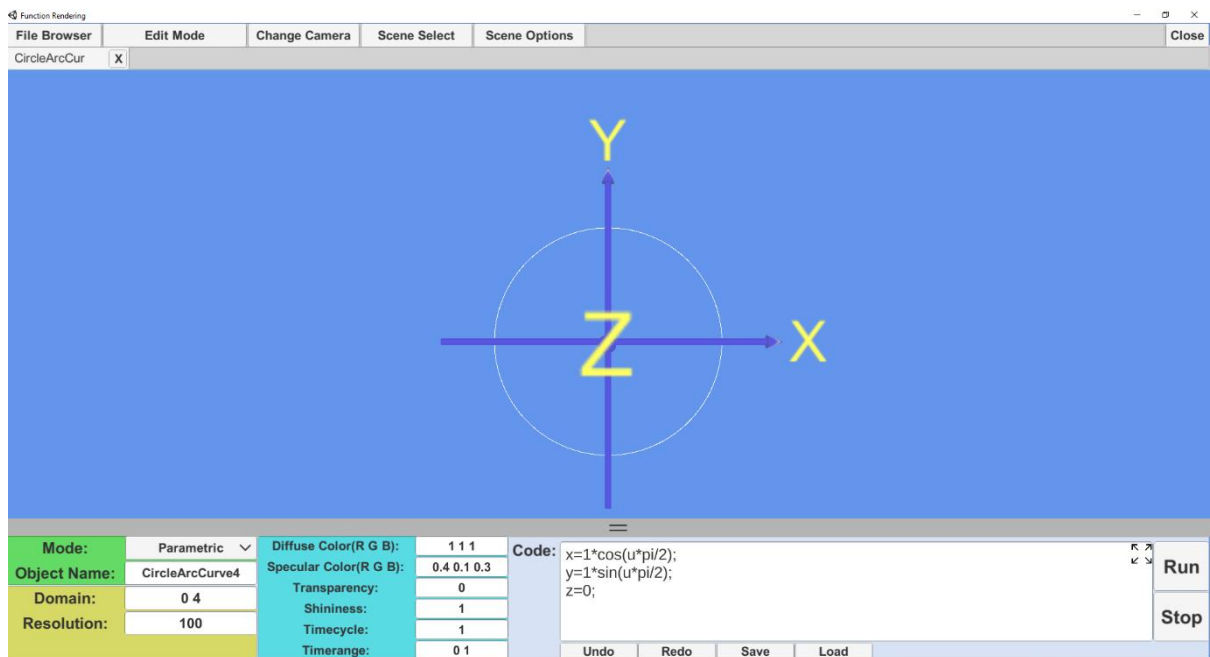 Function Rendering
File Browser Edit Mode Change Camera Scene Select Scene Options Close
CircleArcCur X
Y
Z X
Mode: Parametric
Object Name: CircleArcCurve4
Domain: 0 4
Resolution: 100
Diffuse Color(R G B): 1 1 1
Specular Color(R G B): 0.4 0.1 0.3
Transparency: 0
Shininess: 1
Timecycle: 1
Timerange: 0 1
Code:
x=1*cos(u*pi/2);
y=1*sin(u*pi/2);
z=0;
Run
Stop
Undo Redo Save Load